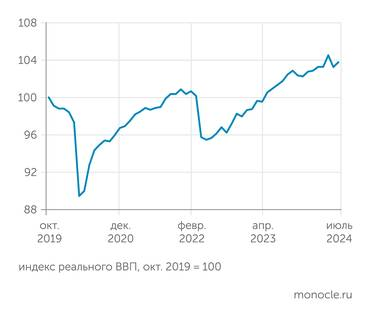 108
104
100
96
92
88
окт. дек. февр. апр. июль
2019 2020 2022 2023 2024
индекс реального ВВП, окт. 2019 = 100
monocle.ru